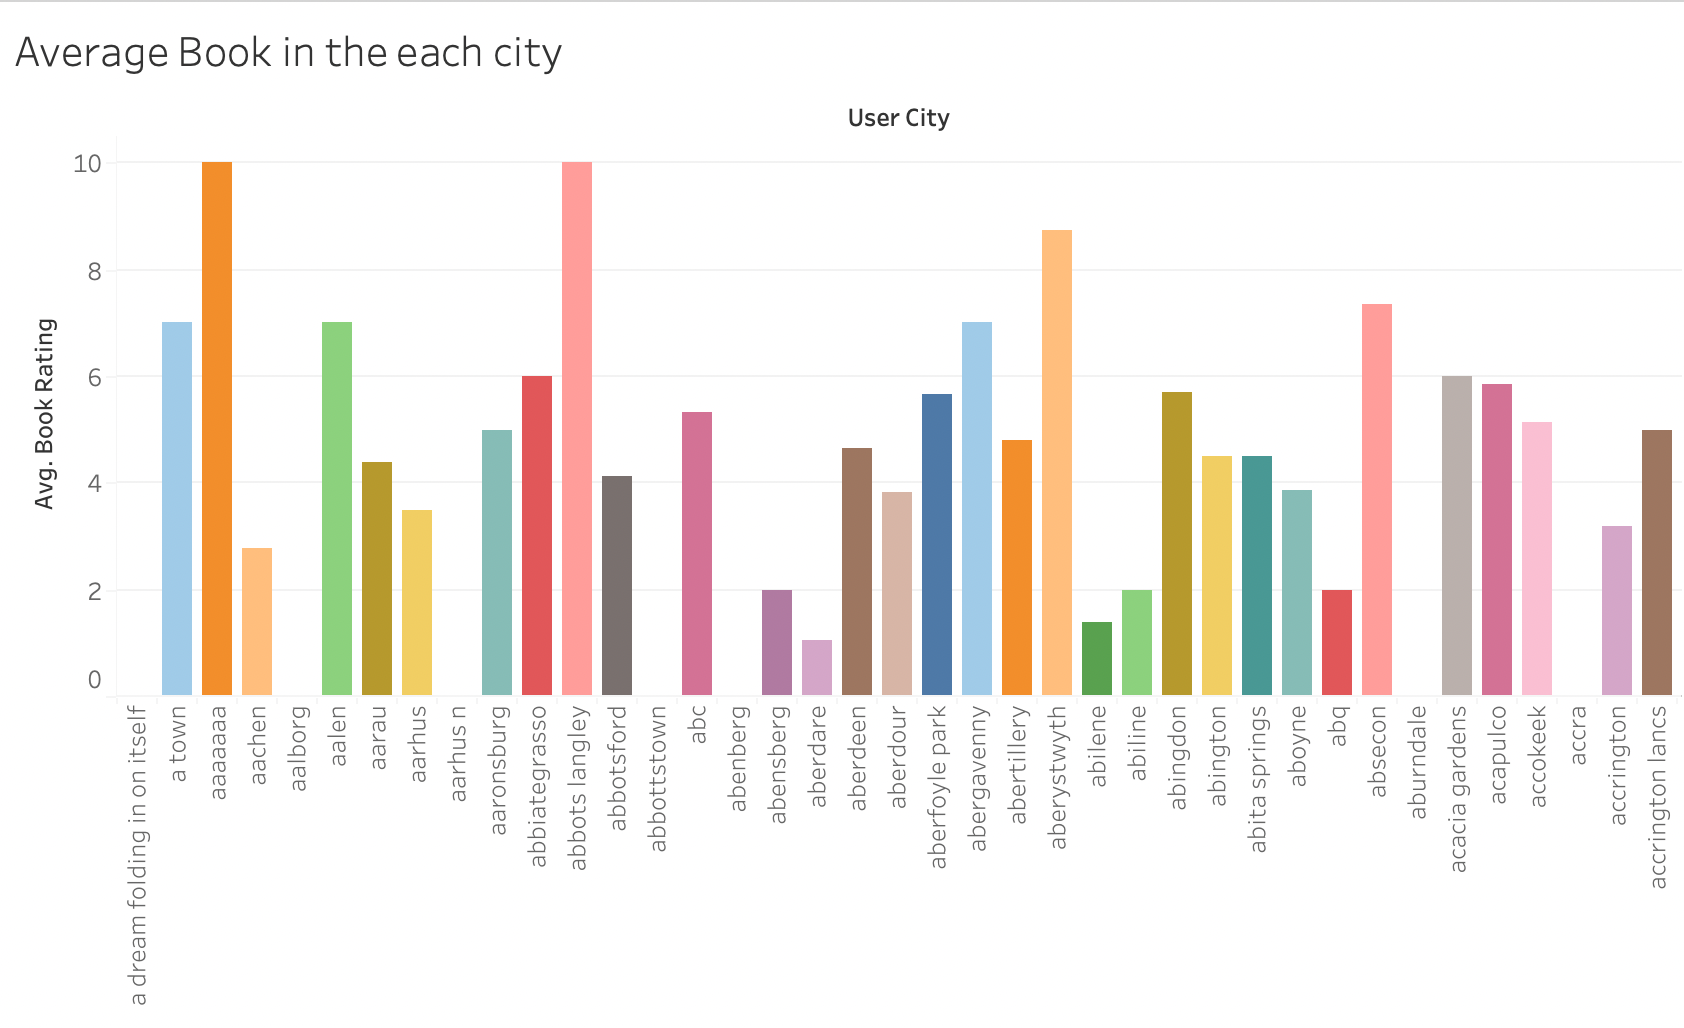 Average Book in the each city
User City
Avg. Book Rating
10
8
6
4
2
0
a dream folding in on itself
a town
aaaaaaa
aachen
aalborg
aalen
aarau
aarhus
aarhus n
aaronsburg
abbiategrasso
abbots langley
abbotsford
abbottstown
abc
abenberg
abensberg
aberdare
aberdeen
aberdour
aberfoyle park
abergavenny
abertillery
aberystwyth
abilene
abiline
abingdon
abington
abita springs
aboyne
abq
absecon
aburndale
acacia gardens
acapulco
accokeek
accra
accrington
accrington lancs